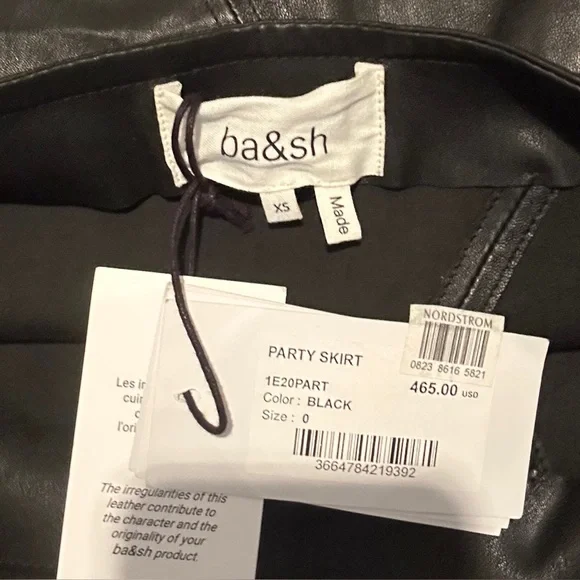 ba&sh
XS
Made
NORDSTROM
0823 8616 5821
PARTY SKIRT
1E20PART
465.00 USD
Color : BLACK
Size : 0
3664784219392
Les
cuir
l'ori
The irregularities of this
leather contribute to
the character and the
originality of your
ba&sh product.